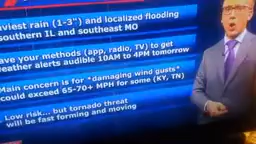 aviest rain (1-3") and localized flooding
southern IL and southeast MO
ave your methods (app, radio, TV) to get
eather alerts audible 10AM to 4PM tomorrow
Main concern is for *damaging wind gusts*
could exceed 65-70+ MPH for some (KY, TN)
Low risk... but tornado threat
will be fast forming and moving